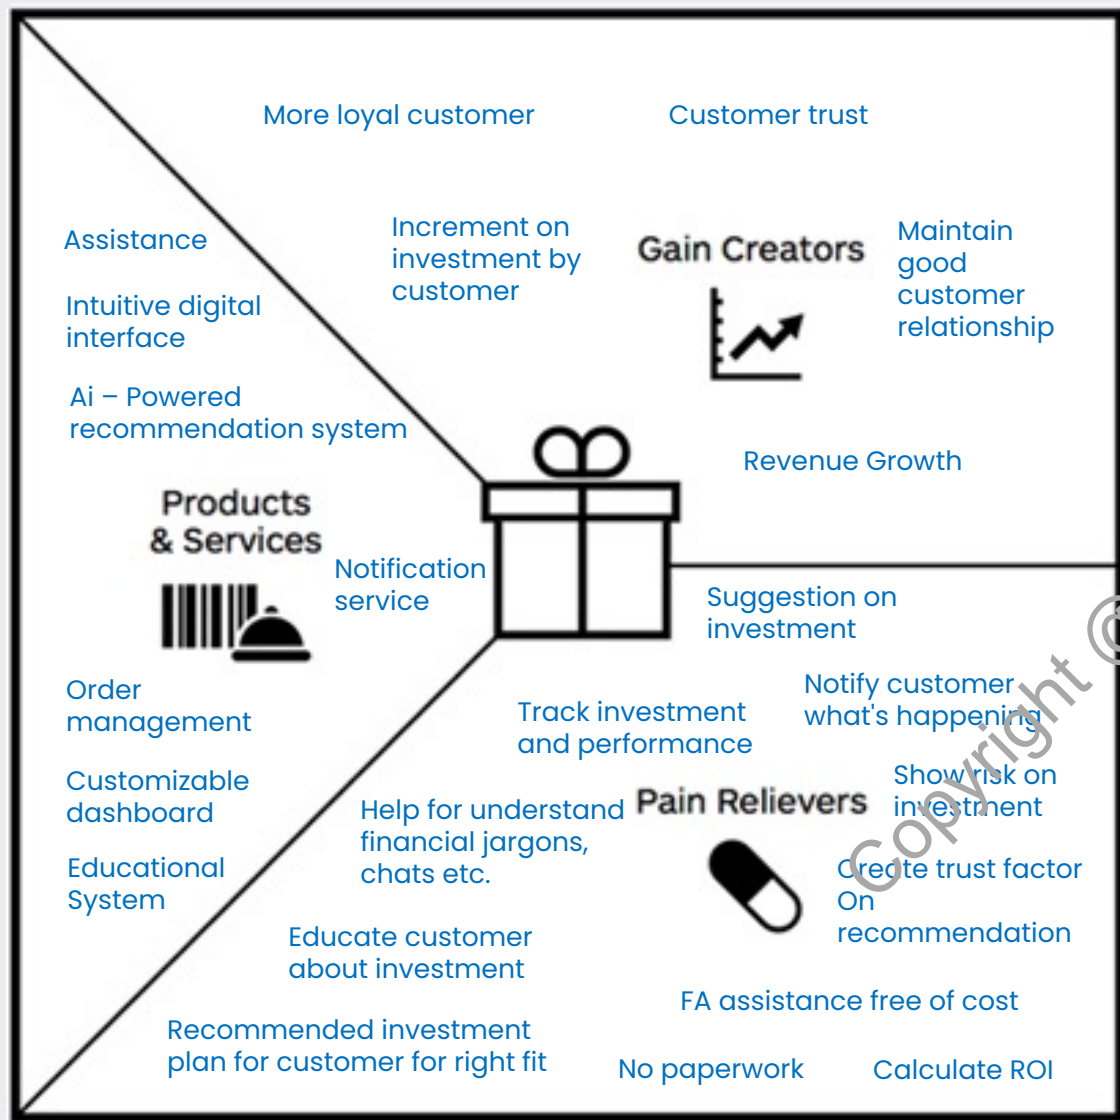 More loyal customer
Customer trust
Increment on
investment by
customer
Gain Creators
Maintain
good
customer
relationship
Revenue Growth
Assistance
Intuitive digital
interface
Ai – Powered
recommendation system
Products
& Services
Notification
service
Order
management
Customizable
dashboard
Educational
System
Suggestion on
investment
Notify customer
what's happening
Track investment
and performance
Show risk on
investment
Pain Relievers
Help for understand
financial jargons,
chats etc.
Create trust factor
On
recommendation
Educate customer
about investment
FA assistance free of cost
Recommended investment
plan for customer for right fit
No paperwork
Calculate ROI
Copyright ©